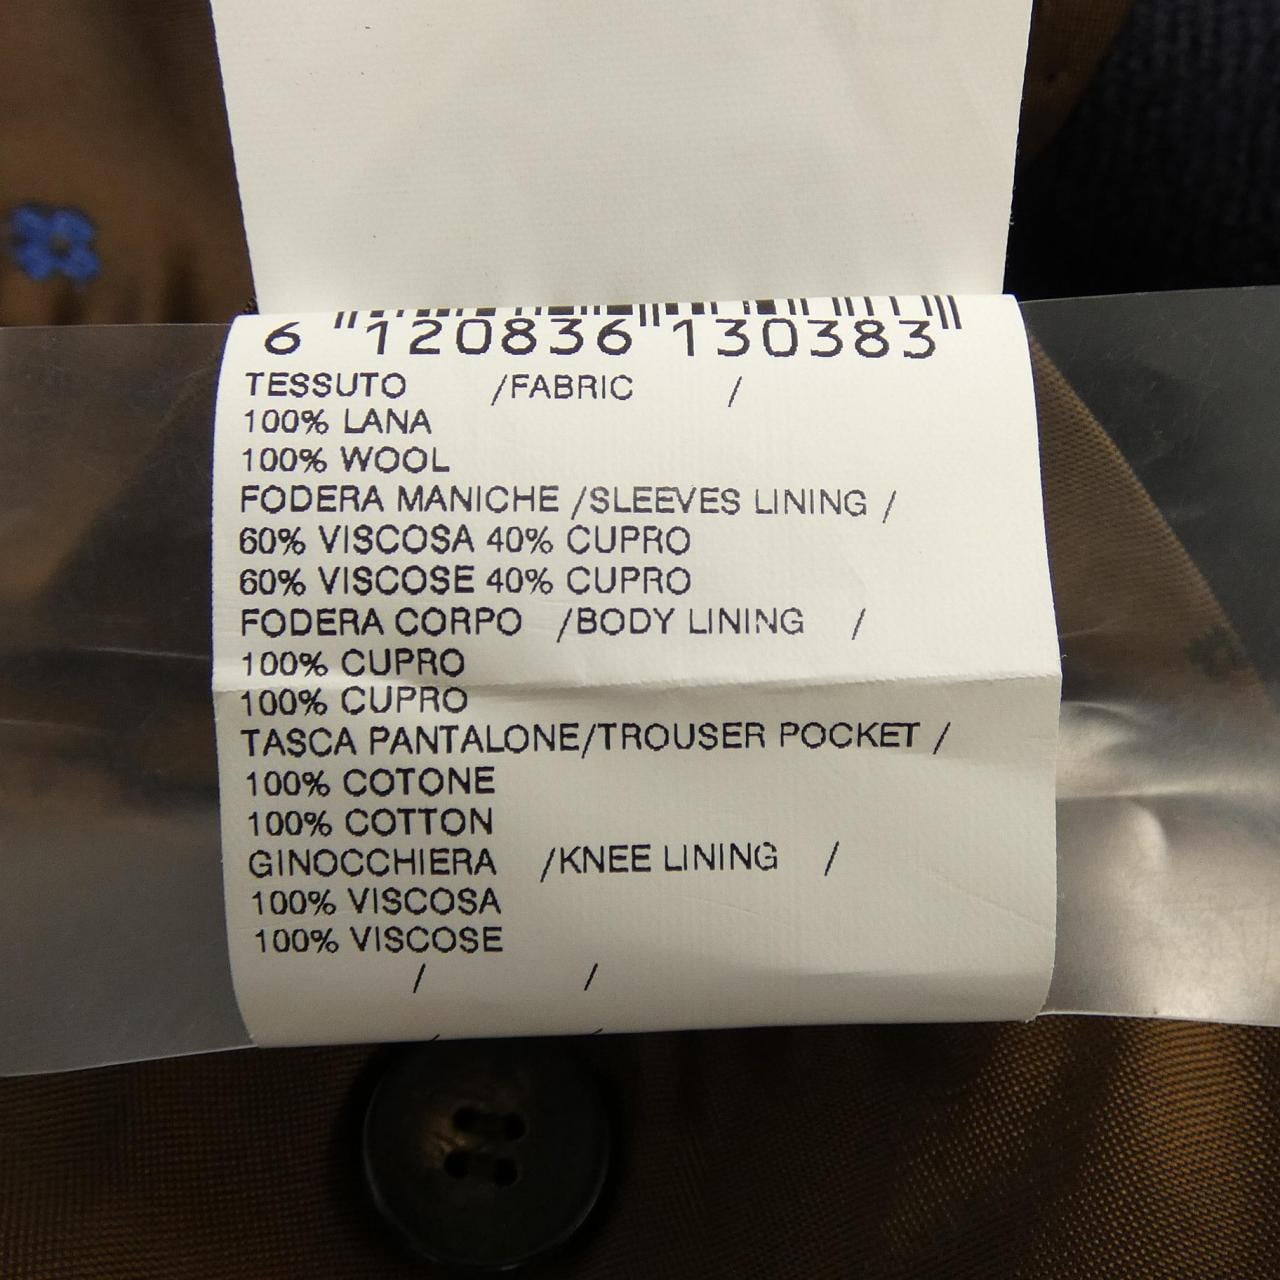 6 120836 130383
TESSUTO /FABRIC /
100% LANA
100% WOOL
FODERA MANICHE /SLEEVES LINING /
60% VISCOSA 40% CUPRO
60% VISCOSE 40% CUPRO
FODERA CORPO /BODY LINING /
100% CUPRO
100% CUPRO
TASCA PANTALONE/TROUSER POCKET /
100% COTONE
100% COTTON
GINOCCHIERA /KNEE LINING /
100% VISCOSA
100% VISCOSE
/ /